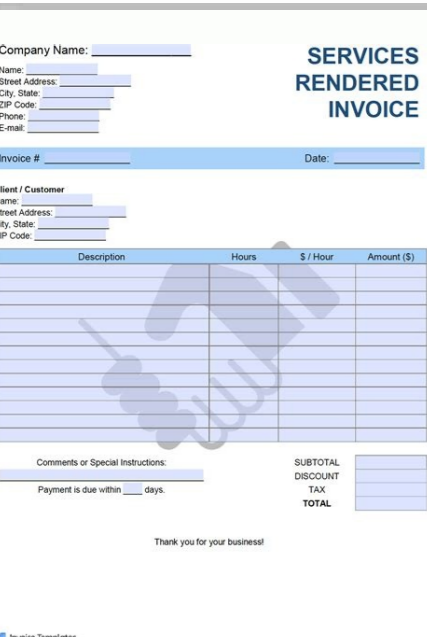 Company Name:
SERVICES
RENDERED
INVOICE
Name:
Street Address:
City, State:
ZIP Code:
Phone:
E-mail:
Invoice #
Date:
lient / Customer
ame:
treet Address:
ity, State:
IP Code:
Description Hours $ / Hour Amount ($)
Comments or Special Instructions:
Payment is due within days.
SUBTOTAL
DISCOUNT
TAX
TOTAL
Thank you for your business!
Invoice Templates